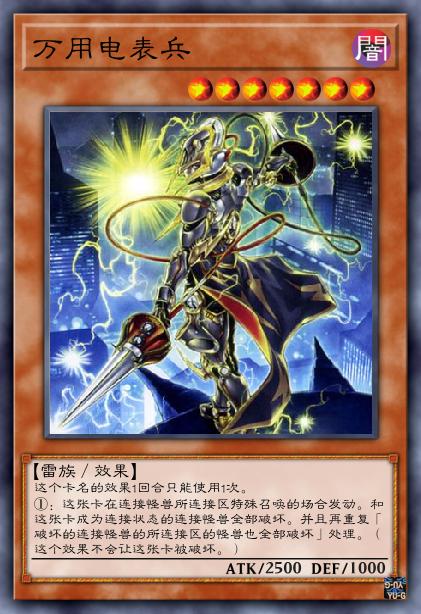 万用电表兵
闇
【雷族／效果】
这个卡名的效果1回合只能使用1次。
①：这张卡在连接怪兽所连接区特殊召唤的场合发动。和
这张卡成为连接状态的连接怪兽全部破坏。并且再重复「
破坏的连接怪兽的所连接区的怪兽也全部破坏」处理。（
这个效果不会让这张卡被破坏。）
ATK/2500 DEF/1000